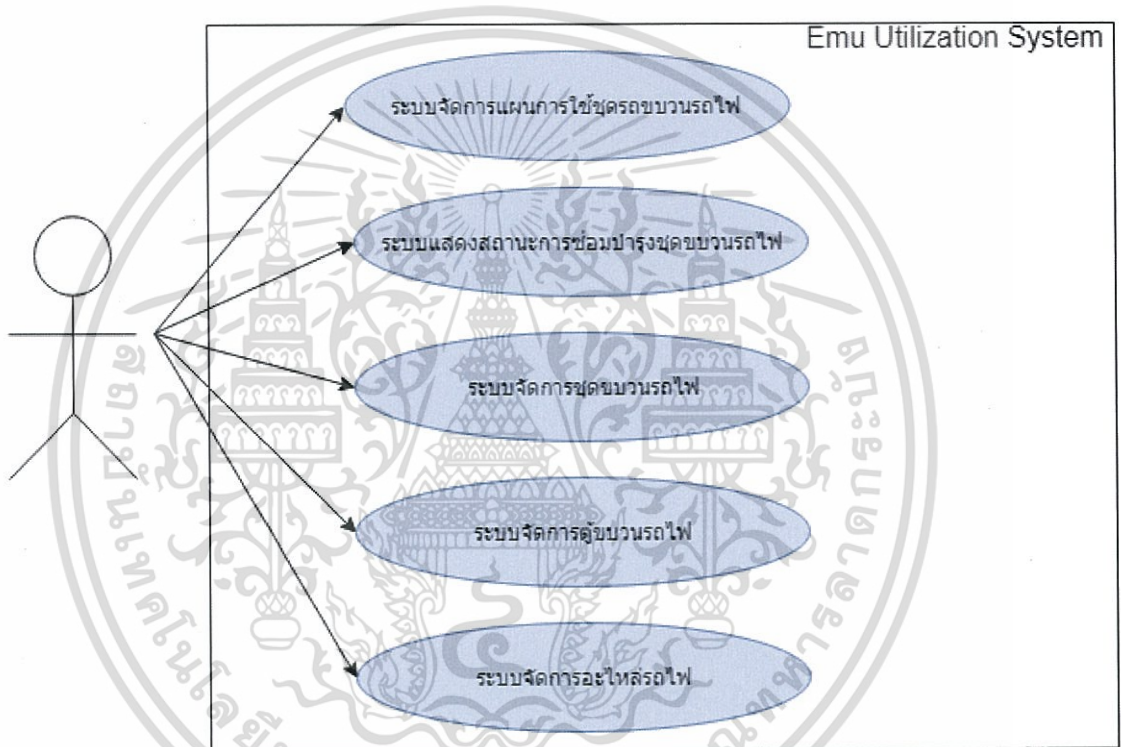 Emu Utilization System
ระบบจัดการแผนการใช้ชุดรถขบวนรถไฟ
ระบบแสดงสถานะการซ่อมบำรุงชุดขบวนรถไฟ
ระบบจัดการชุดขบวนรถไฟ
ระบบจัดการตู้ขบวนรถไฟ
ระบบจัดการอะไหล่รถไฟ